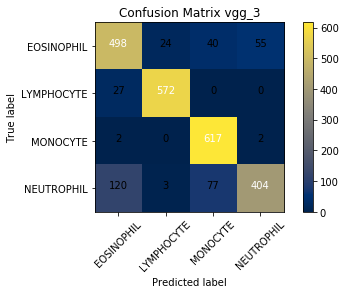 Confusion Matrix vgg_3
EOSINOPHIL 498 24 40 55
LYMPHOCYTE 27 572 0 0
MONOCYTE 2 0 617 2
NEUTROPHIL 120 3 77 404
True label
EOSINOPHIL LYMPHOCYTE MONOCYTE NEUTROPHIL
Predicted label
600
500
400
300
200
100
0